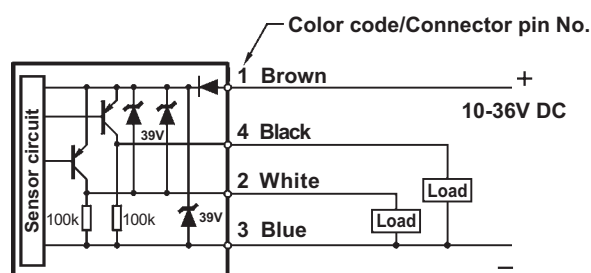 Color code/Connector pin No.
1 Brown
+
10-36V DC
4 Black
39V
Sensor circuit
2 White
Load
100k
100k
39V
Load
3 Blue
–